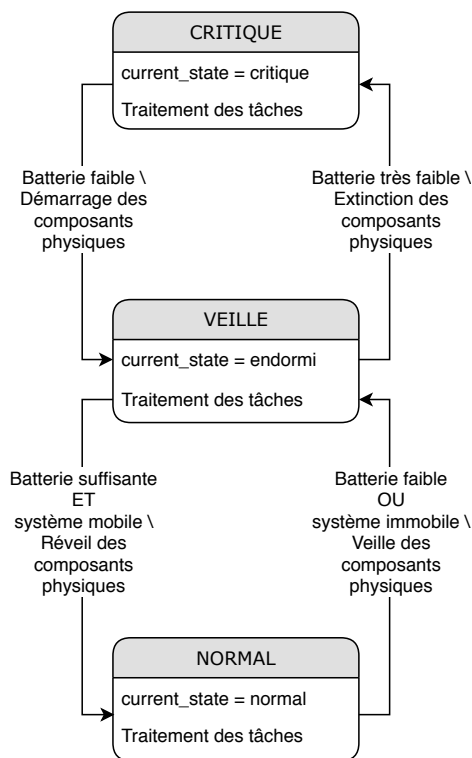 CRITIQUE
current_state = critique
Traitement des tâches
Batterie faible \
Démarrage des
composants
physiques
Batterie très faible \
Extinction des
composants
physiques
VEILLE
current_state = endormi
Traitement des tâches
Batterie suffisante
ET
système mobile \
Réveil des
composants
physiques
Batterie faible
OU
système immobile \
Veille des
composants
physiques
NORMAL
current_state = normal
Traitement des tâches